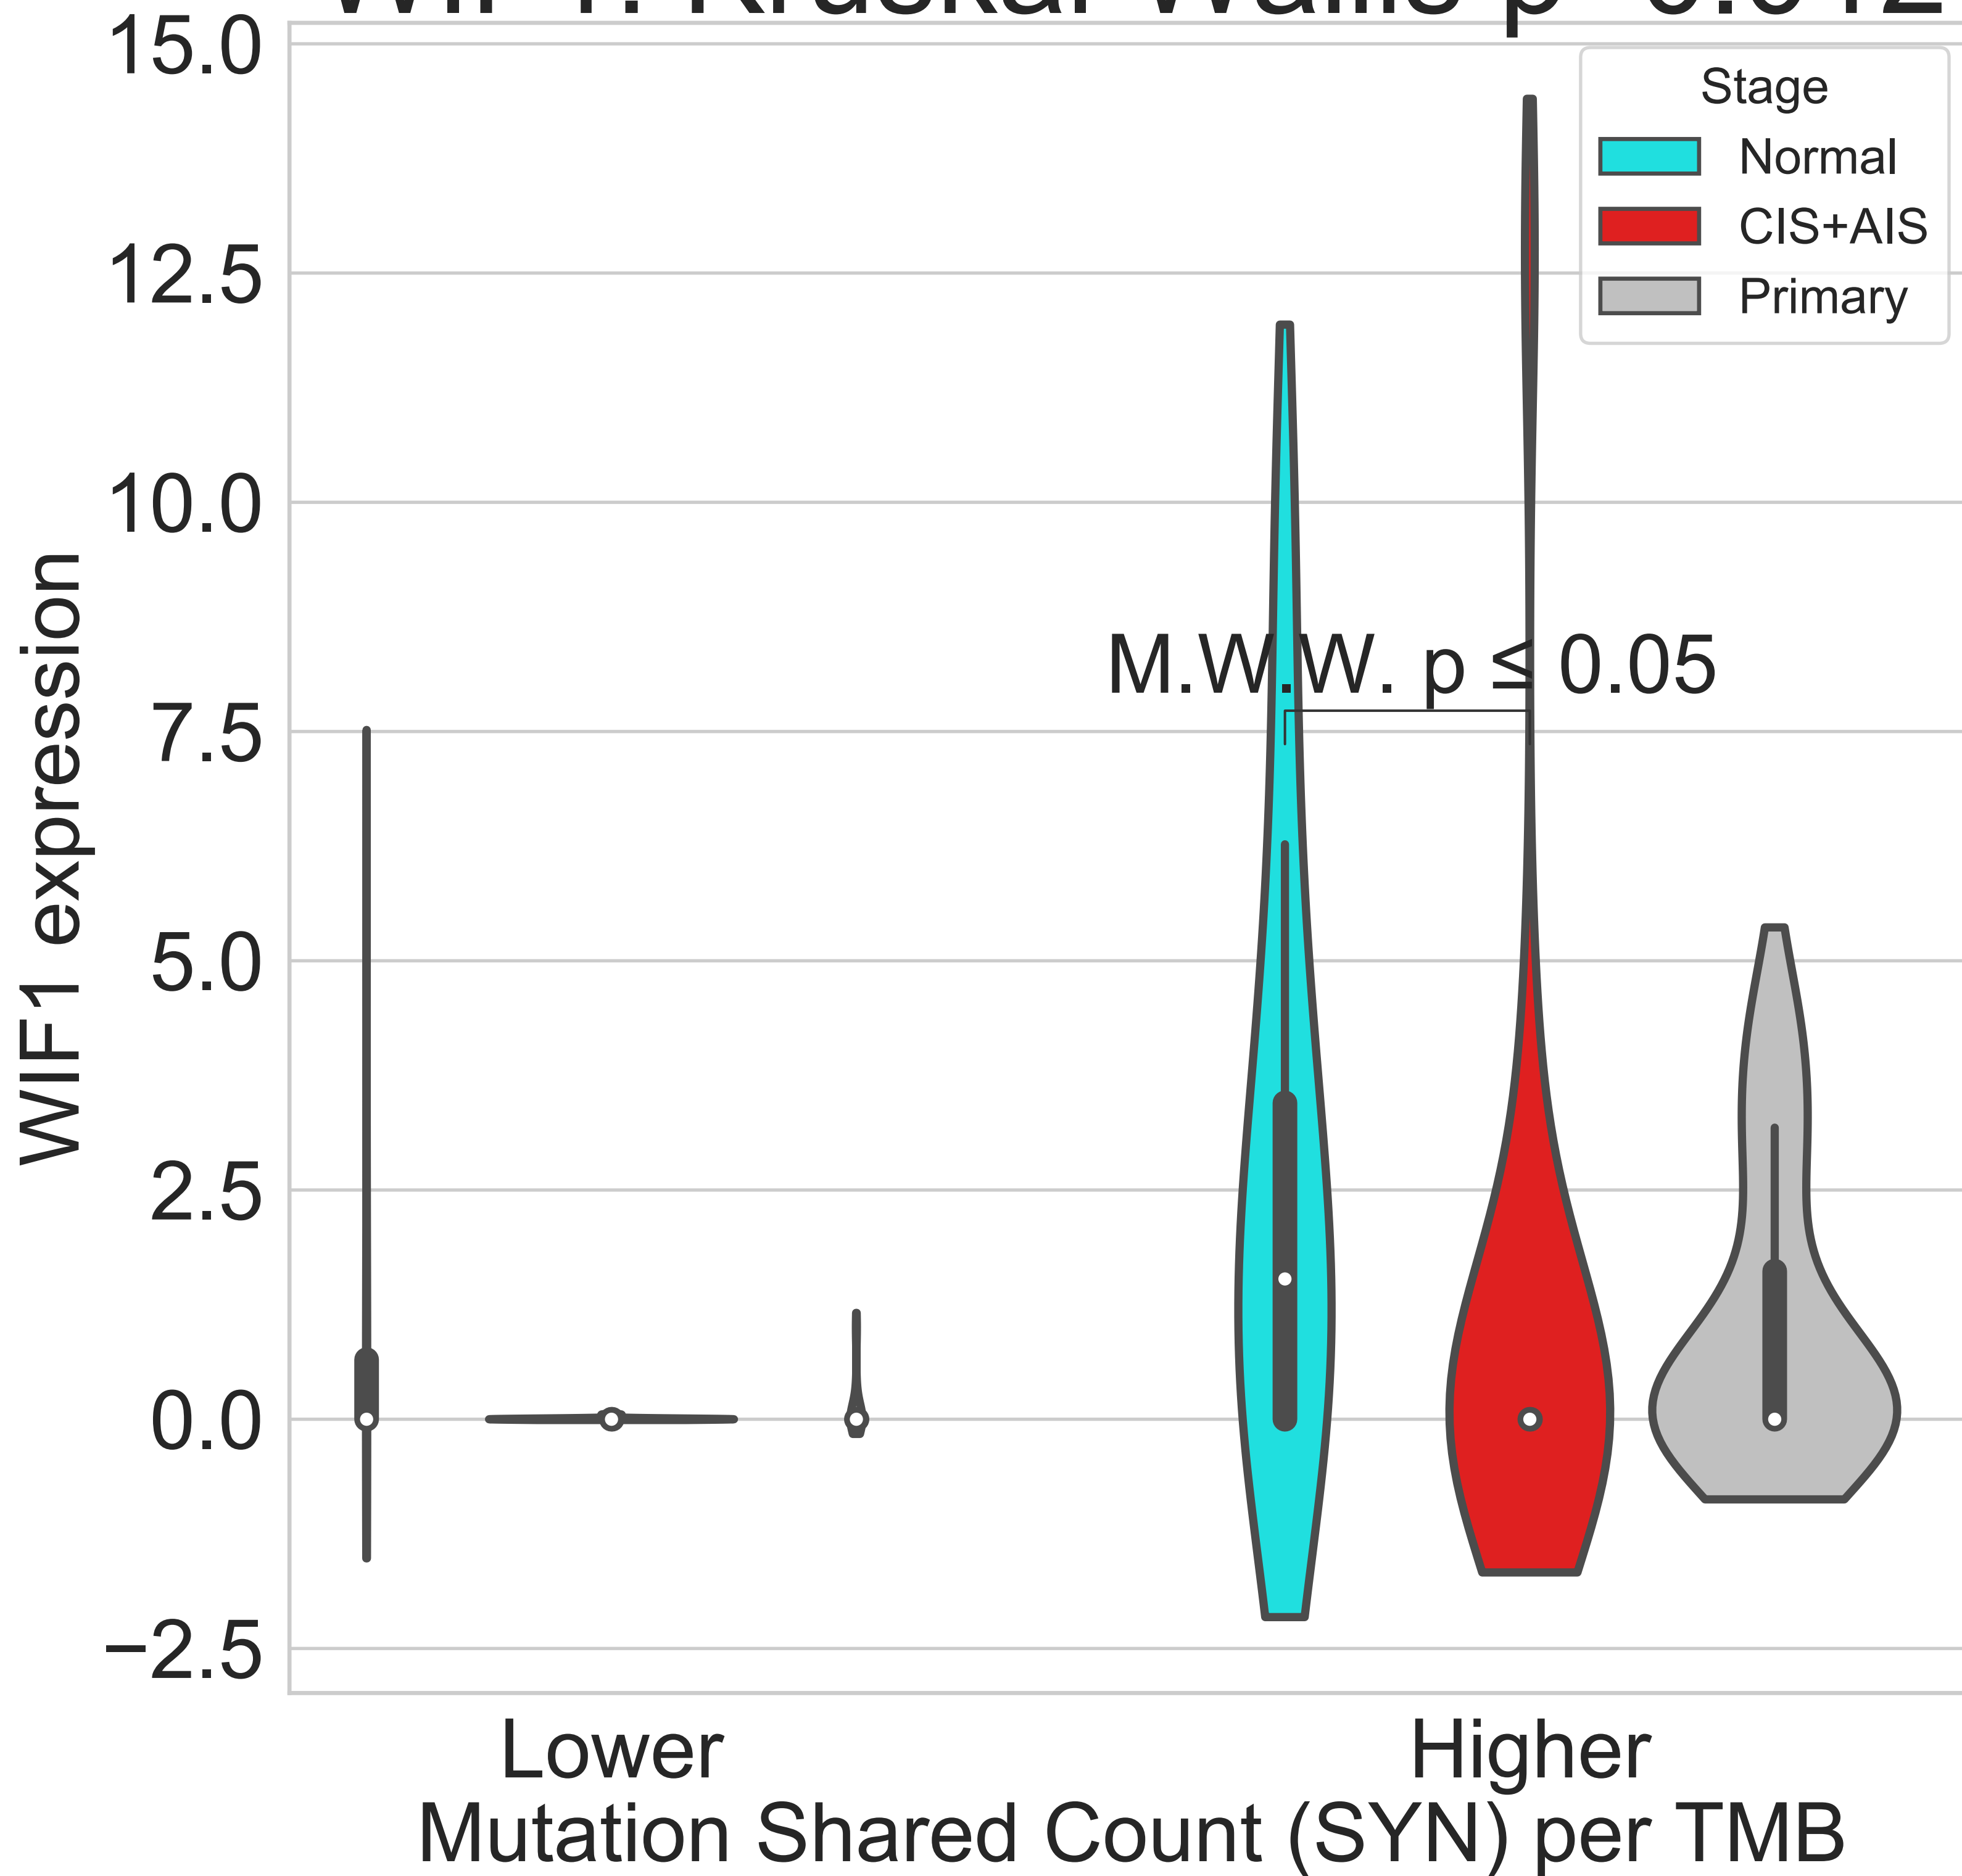 15.0
12.5
10.0
7.5
5.0
2.5
0.0
−2.5
WIF1 expression
Stage
Normal
CIS+AIS
Primary
M.W.W. p ≤ 0.05
Lower
Higher
Mutation Shared Count (SYN) per TMB